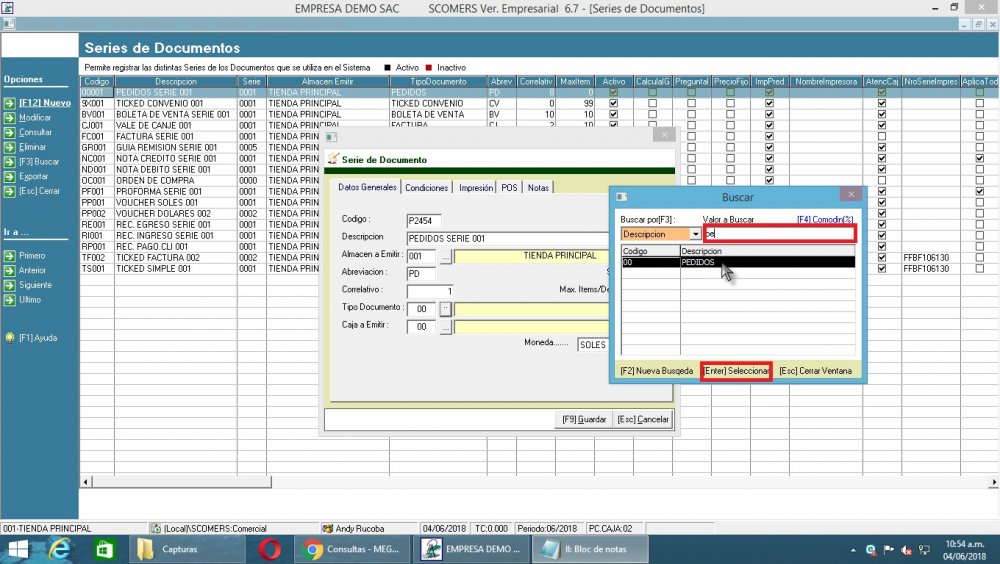 EMPRESA DEMO SAC SCOMERS Ver. Empresarial 6.7 - [Series de Documentos]
Series de Documentos
Permite registrar las distintas Series de los Documentos que se utiliza en el Sistema Activo Inactivo
Opciones
[F12] Nuevo
Modificar
Consultar
Eliminar
[F3] Buscar
Exportar
[Esc] Cerrar
Ir a ...
Primero
Anterior
Siguiente
Ultimo
[F1] Ayuda
Codigo Descripcion Serie Almacen Emitir TipoDocumento Abrev Correlativ MaxItem Activo CalculaIG Preguntal PrecioFijo ImpPred NombreImpresora AtencCaj NroSerieImpres AplicaTod
00001 PEDIDOS SERIE 001 0001 TIENDA PRINCIPAL PEDIDOS PD 8 0
9X001 TICKED CONVENIO 001 0001 TIENDA PRINCIPAL TICKED CONVENIO CV 0 99
BV001 BOLETA DE VENTA SERIE 001 0001 TIENDA PRINCIPAL BOLETA DE VENTA BV 10 10
CJ001 VALE DE CANJE 001 0001 TIENDA PRINCIPAL FACTURA CJ 2 10
FC001 FACTURA SERIE 001 0001 TIENDA PRIN
GR001 GUIA REMISION SERIE 001 0005 TIENDA PRIN
NC001 NOTA CREDITO SERIE 001 0001 TIENDA PRIN
ND001 NOTA DEBITO SERIE 001 0001 TIENDA PRIN
OC001 ORDEN DE COMPRA 0000 TIENDA PRIN
PF001 PROFORMA SERIE 001 0001 TIENDA PRIN
PP001 VOUCHER SOLES 001 0001 TIENDA PRIN
PP002 VOUCHER DOLARES 002 0002 TIENDA PRIN
RE001 REC. EGRESO SERIE 001 0001 TIENDA PRIN
RI001 REC. INGRESO SERIE 001 0001 TIENDA PRIN
RP001 REC. PAGO.CLI 001 0001 TIENDA PRIN
TF002 TICKED FACTURA 002 0002 TIENDA PRIN FFBF106130
TS001 TICKED SIMPLE 001 0001 TIENDA PRIN FFBF106130
Serie de Documento
Datos Generales Condiciones Impresión POS Notas
Codigo : P2454
Descripcion PEDIDOS SERIE 001
Almacen a Emitir : 001 ... TIENDA PRINCIPAL
Abreviacion : PD S
Correlativo : 1 Max. Items/De
Tipo Documento : 00 ...
Caja a Emitir : 00 ...
Moneda...... SOLES
[F9] Guardar [Esc] Cancelar
Buscar
Buscar por[F3] : Valor a Buscar [F4] Comodin(%)
Descripcion pe
Codigo Descripcion
00 PEDIDOS
[F2] Nueva Busqeda [Enter] Seleccionar [Esc] Cerrar Ventana
001-TIENDA PRINCIPAL (Local)\SCOMERS:Comercial Andy Rucoba 04/06/2018 TC:0.000 Periodo:06/2018 PC.CAJA:02
Capturas Consultas - MEG... EMPRESA DEMO ... II: Bloc de notas
10:54 a.m.
04/06/2018